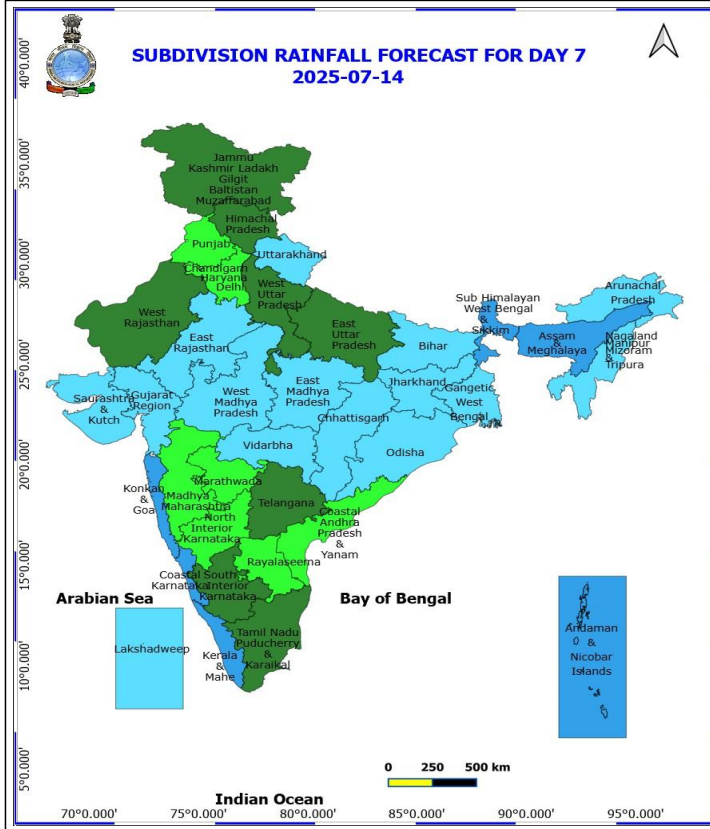 SUBDIVISION RAINFALL FORECAST FOR DAY 7
2025-07-14
40°0.000'
35°0.000'
30°0.000'
25°0.000'
20°0.000'
15°0.000'
10°0.000'
5°0.000'
Jammu
Kashmir Ladakh
Gilgit
Baltistan
Muzaffarabad
Himachal
Pradesh
Punjab
Uttarakhand
Chandigarh
Haryana
Delhi
West
Uttar
Pradesh
West
Rajasthan
East
Uttar
Pradesh
East
Rajasthan
Sub Himalayan
West Bengal
&
Sikkim
Arunachal
Pradesh
Assam
&
Meghalaya
Nagaland
Manipur
Mizoram
&
Tripura
Bihar
Saurashtra
&
Kutch
Gujarat
Region
West
Madhya
Pradesh
East
Madhya
Pradesh
Jharkhand
Gangetic
West
Bengal
Chhattisgarh
Vidarbha
Odisha
Konkan
&
Goa
Marathwada
Madhya
Maharashtra
North
Interior
Karnataka
Telangana
Coastal
Andhra
Pradesh
&
Yanam
Rayalaseema
Coastal
Karnataka
South
Interior
Karnataka
Arabian Sea
Bay of Bengal
Lakshadweep
Kerala
&
Mahe
Tamil Nadu
Puducherry
&
Karaikal
Andaman
&
Nicobar
Islands
0 250 500 km
Indian Ocean
70°0.000' 75°0.000' 80°0.000' 85°0.000' 90°0.000' 95°0.000'